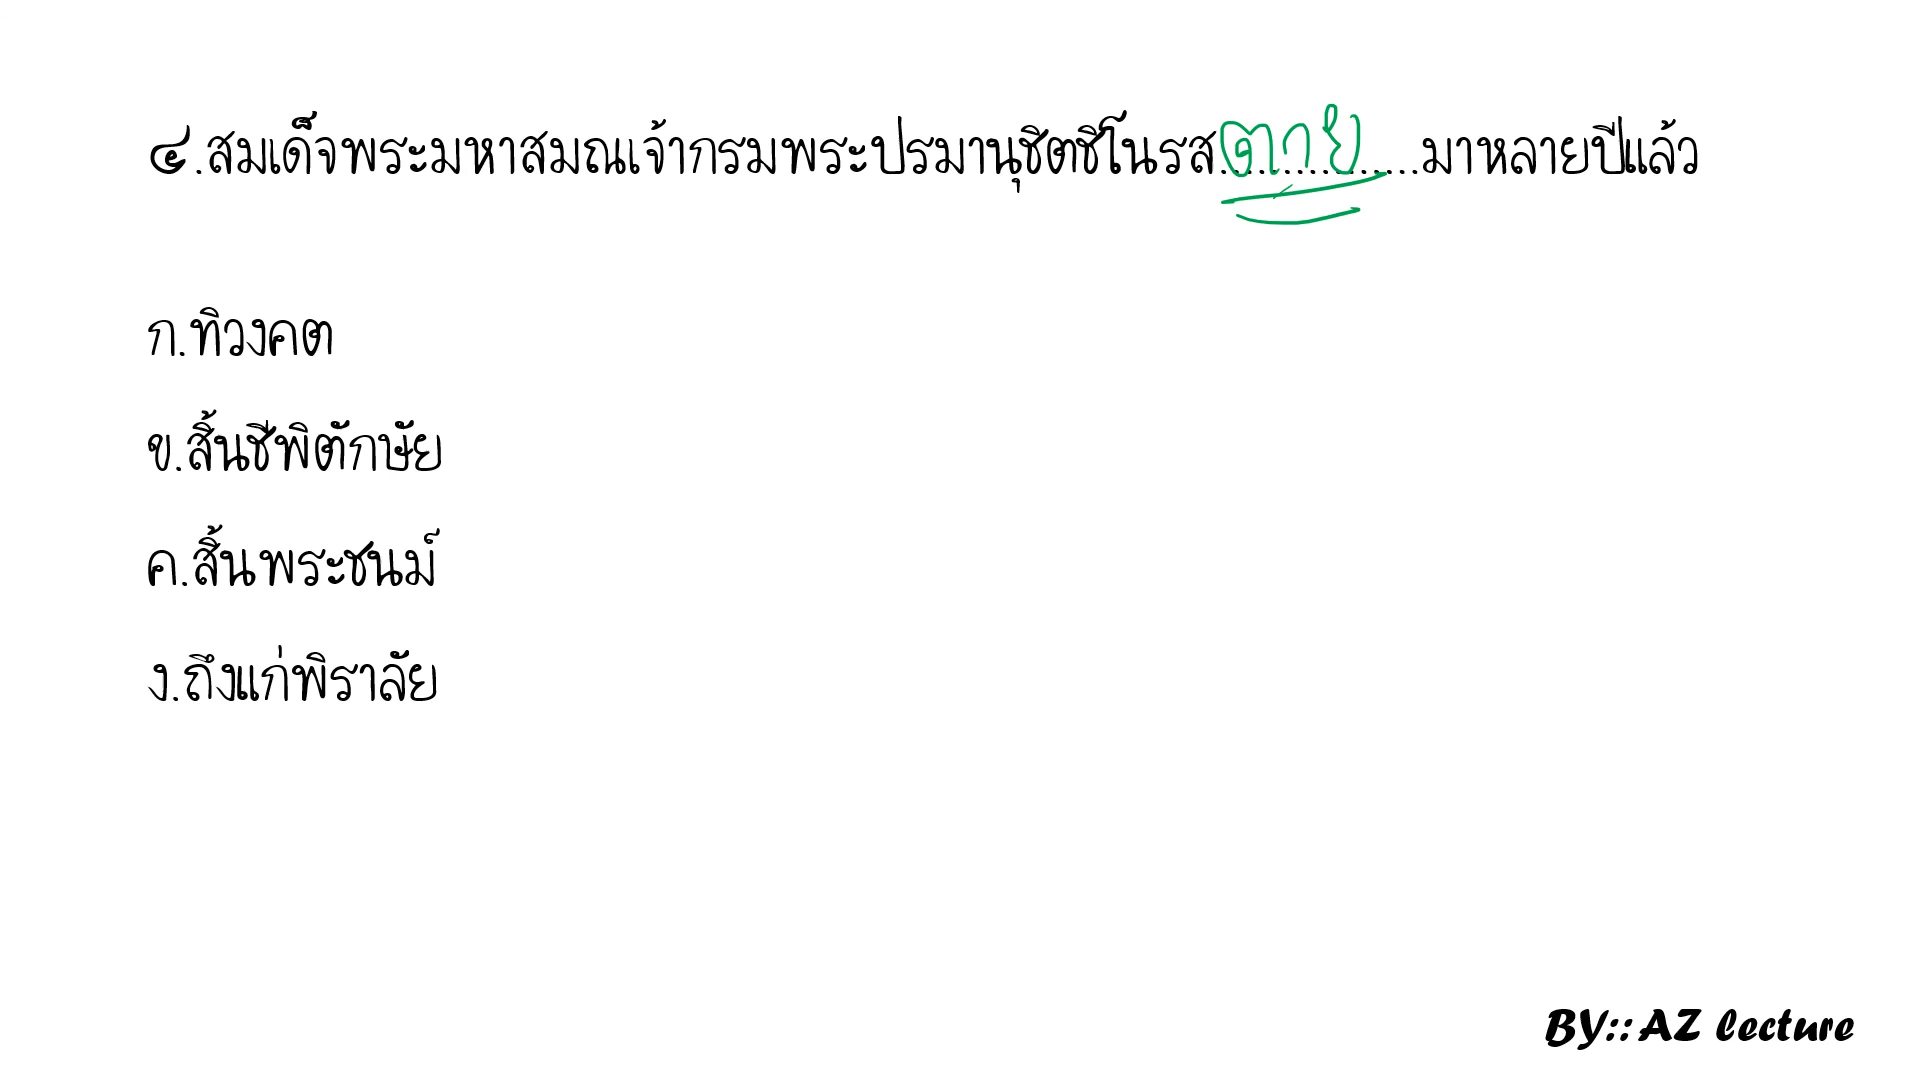 ๔.สมเด็จพระมหาสมณเจ้ากรมพระปรมานุชิตชิโนรส.ตาย................มาหลายปีแล้ว
ก.ทิวงคต
ข.สิ้นชีพิตักษัย
ค.สิ้นพระชนม์
ง.ถึงแก่พิราลัย
BY:: AZ lecture